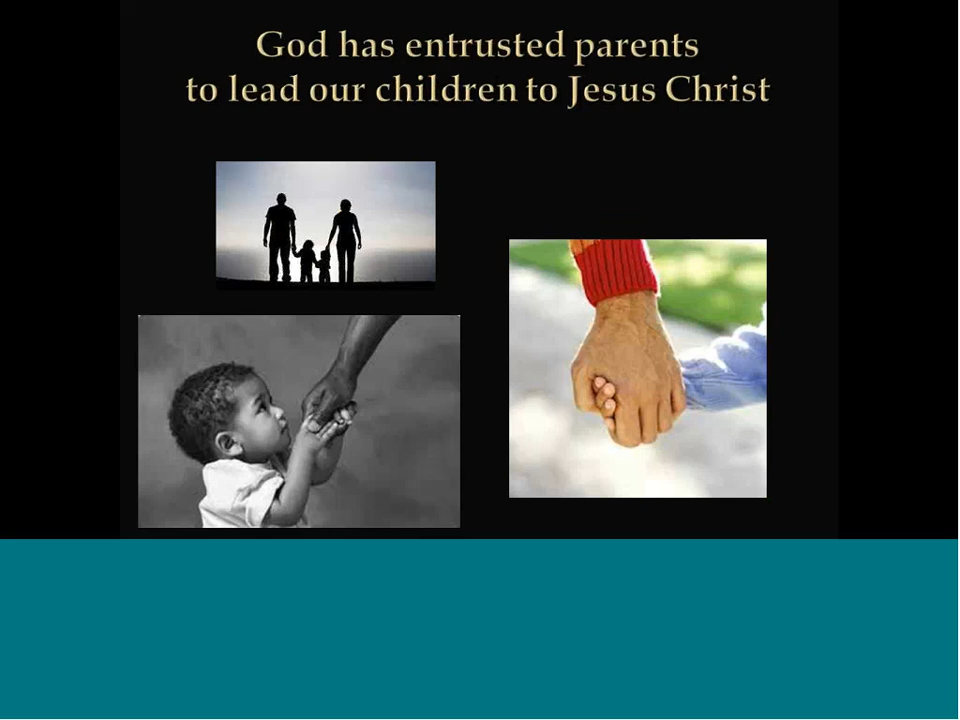 God has entrusted parents
to lead our children to Jesus Christ